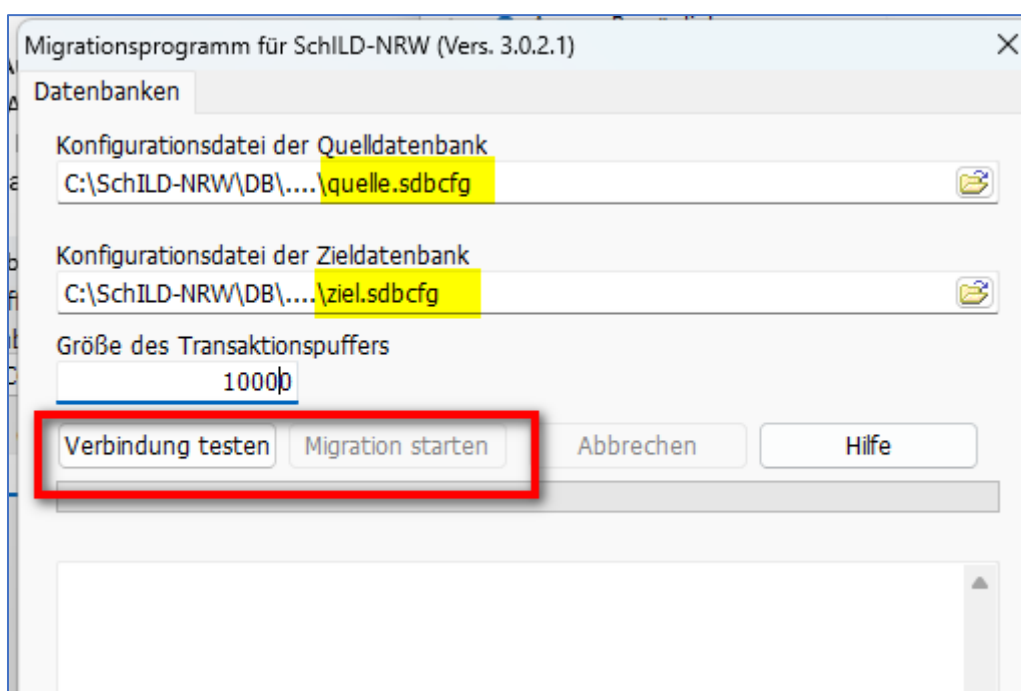 Migrationsprogramm für SchILD-NRW (Vers. 3.0.2.1)
Datenbanken
Konfigurationsdatei der Quelldatenbank
C:\SchILD-NRW\DB\....\quelle.sdbcfg
Konfigurationsdatei der Zieldatenbank
C:\SchILD-NRW\DB\....\ziel.sdbcfg
Größe des Transaktionspuffers
10000
Verbindung testen Migration starten Abbrechen Hilfe